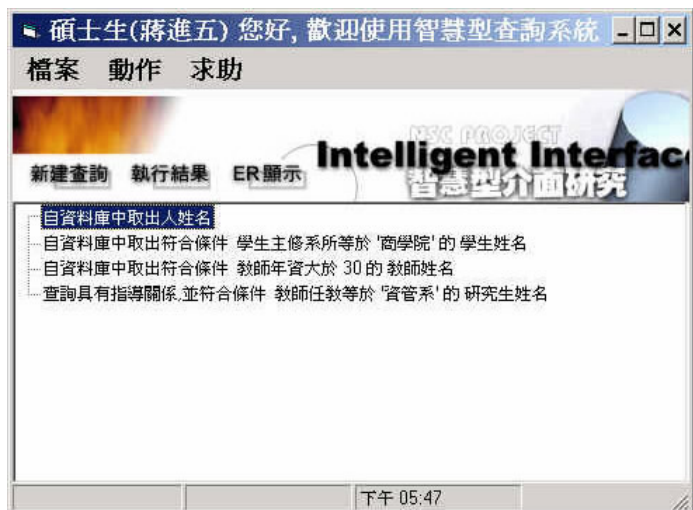 碩士生(蔣進五) 您好, 歡迎使用智慧型查詢系統
檔案 動作 求助
NSC PROJECT
Intelligent Interfac
智慧型介面研究
新建查詢 執行結果 ER顯示
自資料庫中取出人姓名
自資料庫中取出符合條件 學生主修系所等於 '商學院' 的 學生姓名
自資料庫中取出符合條件 教師年資大於 30 的 教師姓名
查詢具有指導關係,並符合條件 教師任教等於 '資管系' 的 研究生姓名
下午 05:47